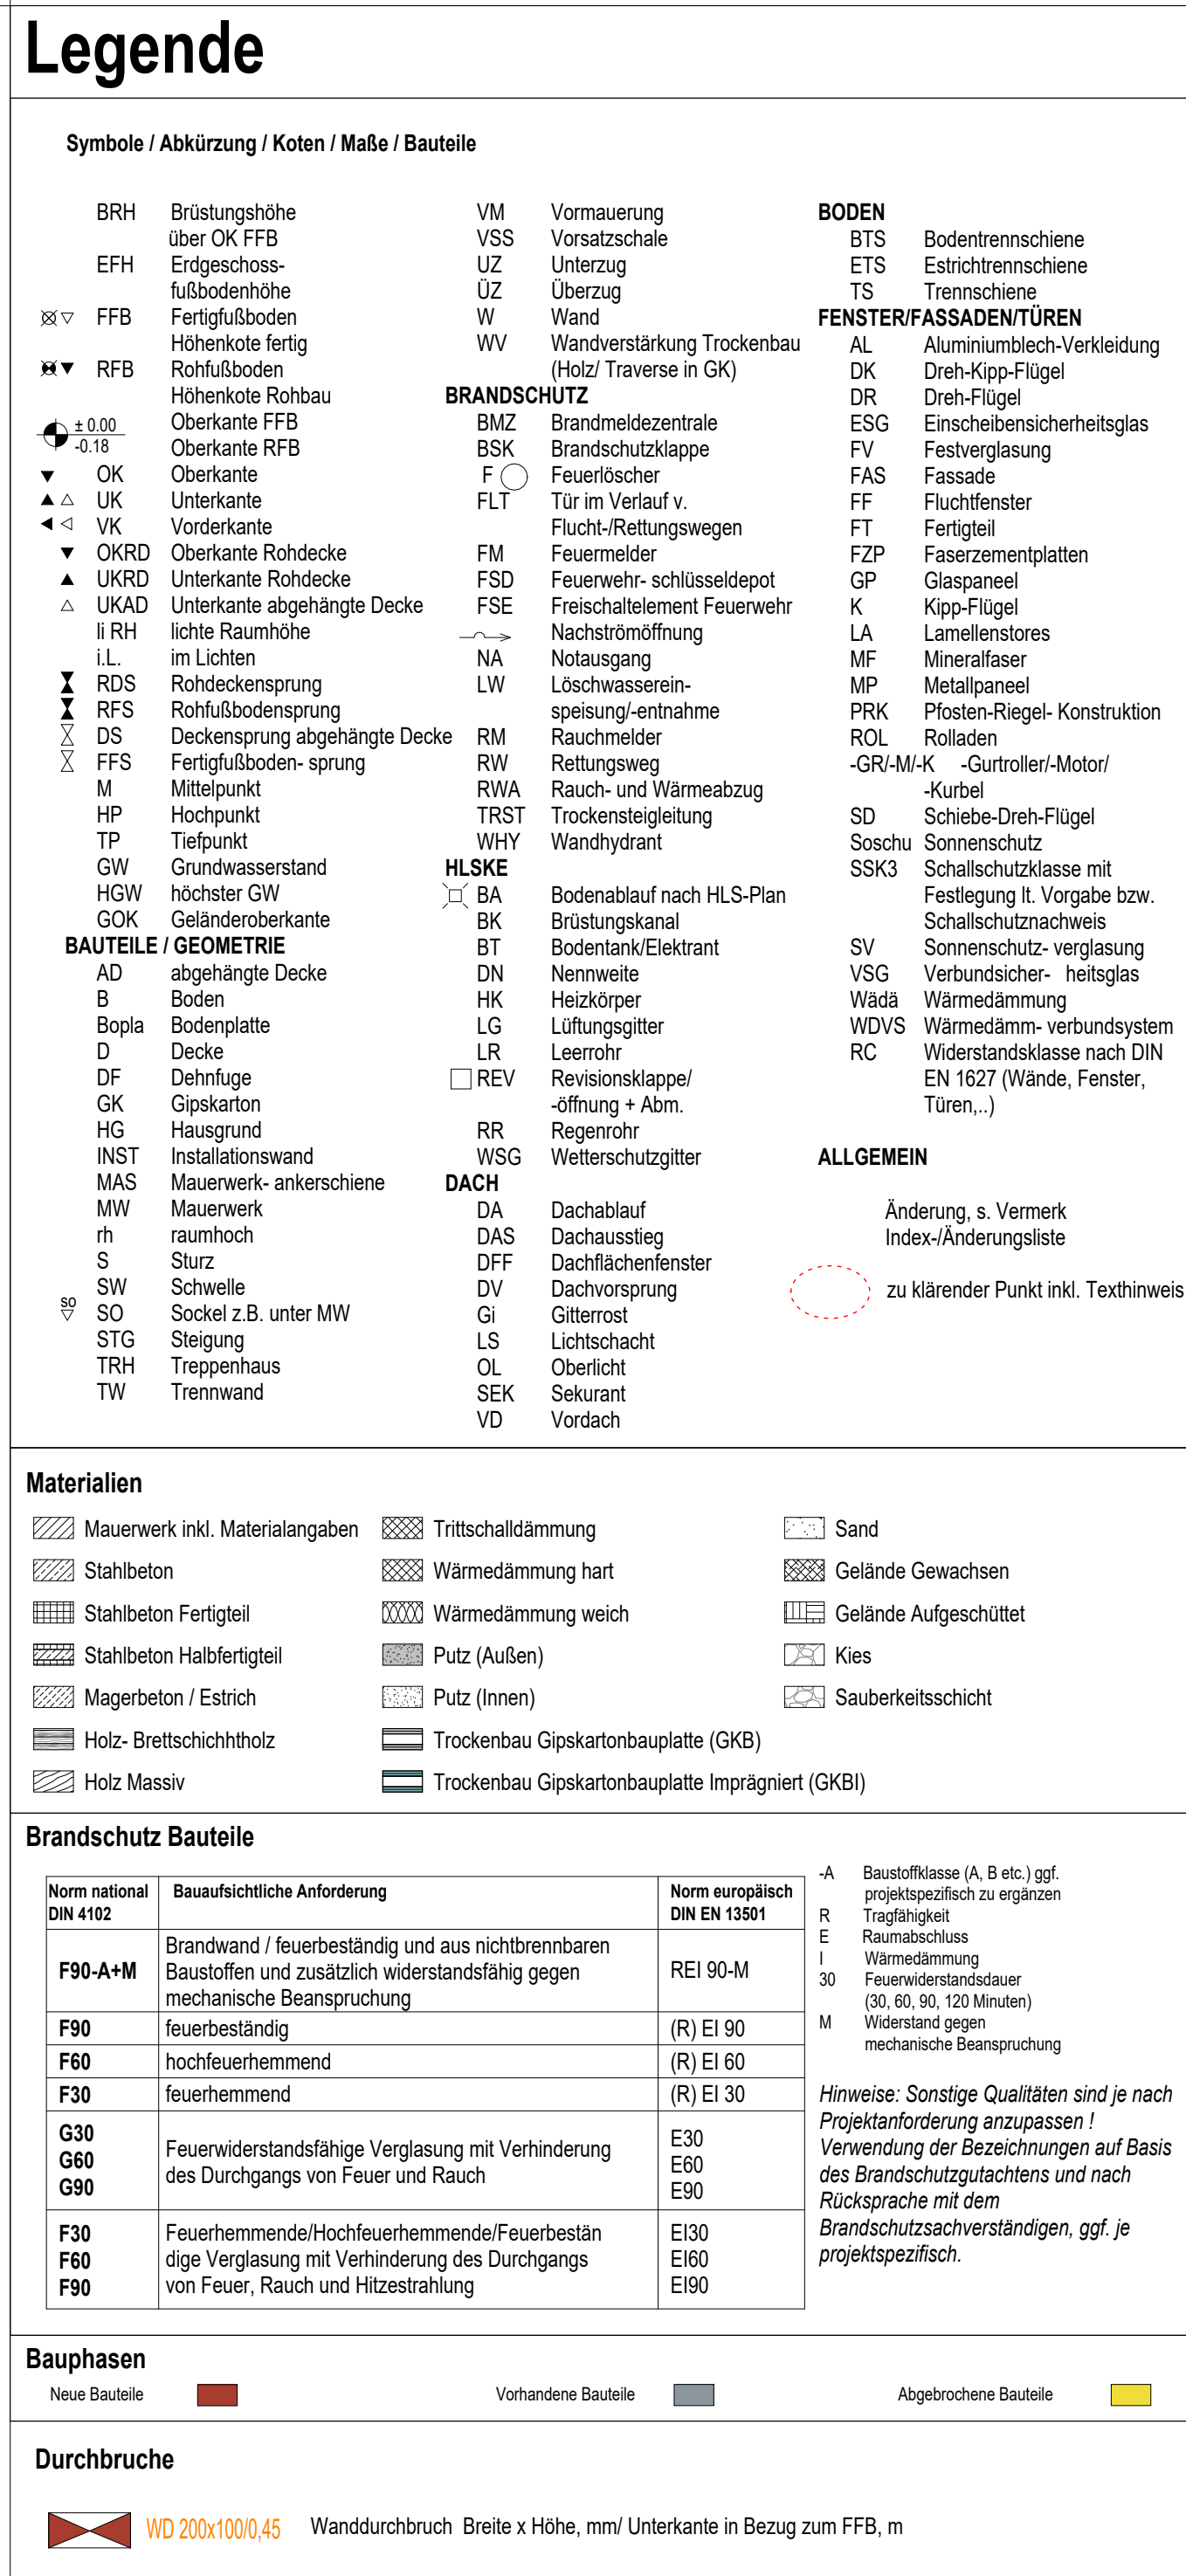 Legende
Symbole / Abkürzung / Koten / Maße / Bauteile
BRH Brüstungshöhe
über OK FFB
EFH Erdgeschoss-
fußbodenhöhe
FFB Fertigfußboden
Höhenkote fertig
RFB Rohfußboden
Höhenkote Rohbau
± 0.00 Oberkante FFB
-0.18 Oberkante RFB
OK Oberkante
UK Unterkante
VK Vorderkante
OKRD Oberkante Rohdecke
UKRD Unterkante Rohdecke
UKAD Unterkante abgehängte Decke
li RH lichte Raumhöhe
i.L. im Lichten
RDS Rohdeckensprung
RFS Rohfußbodensprung
DS Deckensprung abgehängte Decke
FFS Fertigfußboden- sprung
M Mittelpunkt
HP Hochpunkt
TP Tiefpunkt
GW Grundwasserstand
HGW höchster GW
GOK Geländeroberkante
BAUTEILE / GEOMETRIE
AD abgehängte Decke
B Boden
Bopla Bodenplatte
D Decke
DF Dehnfuge
GK Gipskarton
HG Hausgrund
INST Installationswand
MAS Mauerwerk- ankerschiene
MW Mauerwerk
rh raumhoch
S Sturz
SW Schwelle
so SO Sockel z.B. unter MW
STG Steigung
TRH Treppenhaus
TW Trennwand
VM Vormauerung
VSS Vorsatzschale
UZ Unterzug
ÜZ Überzug
W Wand
WV Wandverstärkung Trockenbau
(Holz/ Traverse in GK)
BRANDSCHUTZ
BMZ Brandmeldezentrale
BSK Brandschutzklappe
F Feuerlöscher
FLT Tür im Verlauf v.
Flucht-/Rettungswegen
FM Feuermelder
FSD Feuerwehr- schlüsseldepot
FSE Freischaltelement Feuerwehr
Nachströmöffnung
NA Notausgang
LW Löschwasserein-
speisung/-entnahme
RM Rauchmelder
RW Rettungsweg
RWA Rauch- und Wärmeabzug
TRST Trockensteigleitung
WHY Wandhydrant
HLSKE
BA Bodenablauf nach HLS-Plan
BK Brüstungskanal
BT Bodentank/Elektrant
DN Nennweite
HK Heizkörper
LG Lüftungsgitter
LR Leerrohr
REV Revisionsklappe/
-öffnung + Abm.
RR Regenrohr
WSG Wetterschutzgitter
DACH
DA Dachablauf
DAS Dachausstieg
DFF Dachflächenfenster
DV Dachvorsprung
Gi Gitterrost
LS Lichtschacht
OL Oberlicht
SEK Sekurant
VD Vordach
BODEN
BTS Bodentrennschiene
ETS Estrichtrennschiene
TS Trennschiene
FENSTER/FASSADEN/TÜREN
AL Aluminiumblech-Verkleidung
DK Dreh-Kipp-Flügel
DR Dreh-Flügel
ESG Einscheibensicherheitsglas
FV Festverglasung
FAS Fassade
FF Fluchtfenster
FT Fertigteil
FZP Faserzementplatten
GP Glaspaneel
K Kipp-Flügel
LA Lamellenstores
MF Mineralfaser
MP Metallpaneel
PRK Pfosten-Riegel- Konstruktion
ROL Rolladen
-GR/-M/-K -Gurtroller/-Motor/
-Kurbel
SD Schiebe-Dreh-Flügel
Soschu Sonnenschutz
SSK3 Schallschutzklasse mit
Festlegung lt. Vorgabe bzw.
Schallschutznachweis
SV Sonnenschutz- verglasung
VSG Verbundsicher- heitsglas
Wädä Wärmedämmung
WDVS Wärmedämm- verbundsystem
RC Widerstandsklasse nach DIN
EN 1627 (Wände, Fenster,
Türen,..)
ALLGEMEIN
Änderung, s. Vermerk
Index-/Änderungsliste
zu klärender Punkt inkl. Texthinweis
Materialien
Mauerwerk inkl. Materialangaben
Stahlbeton
Stahlbeton Fertigteil
Stahlbeton Halbfertigteil
Magerbeton / Estrich
Holz- Brettschichhtholz
Holz Massiv
Trittschalldämmung
Wärmedämmung hart
Wärmedämmung weich
Putz (Außen)
Putz (Innen)
Trockenbau Gipskartonbauplatte (GKB)
Trockenbau Gipskartonbauplatte Imprägniert (GKBI)
Sand
Gelände Gewachsen
Gelände Aufgeschüttet
Kies
Sauberkeitsschicht
Brandschutz Bauteile
Norm national Bauaufsichtliche Anforderung Norm europäisch
DIN 4102 DIN EN 13501
Brandwand / feuerbeständig und aus nichtbrennbaren
F90-A+M Baustoffen und zusätzlich widerstandsfähig gegen REI 90-M
mechanische Beanspruchung
F90 feuerbeständig (R) EI 90
F60 hochfeuerhemmend (R) EI 60
F30 feuerhemmend (R) EI 30
G30 E30
G60 Feuerwiderstandsfähige Verglasung mit Verhinderung E60
G90 des Durchgangs von Feuer und Rauch E90
F30 Feuerhemmende/Hochfeuerhemmende/Feuerbestän EI30
F60 dige Verglasung mit Verhinderung des Durchgangs EI60
F90 von Feuer, Rauch und Hitzestrahlung EI90
-A Baustoffklasse (A, B etc.) ggf.
projektspezifisch zu ergänzen
R Tragfähigkeit
E Raumabschluss
I Wärmedämmung
30 Feuerwiderstandsdauer
(30, 60, 90, 120 Minuten)
M Widerstand gegen
mechanische Beanspruchung
Hinweise: Sonstige Qualitäten sind je nach
Projektanforderung anzupassen !
Verwendung der Bezeichnungen auf Basis
des Brandschutzgutachtens und nach
Rücksprache mit dem
Brandschutzsachverständigen, ggf. je
projektspezifisch.
Bauphasen
Neue Bauteile Vorhandene Bauteile Abgebrochene Bauteile
Durchbruche
WD 200x100/0,45 Wanddurchbruch Breite x Höhe, mm/ Unterkante in Bezug zum FFB, m